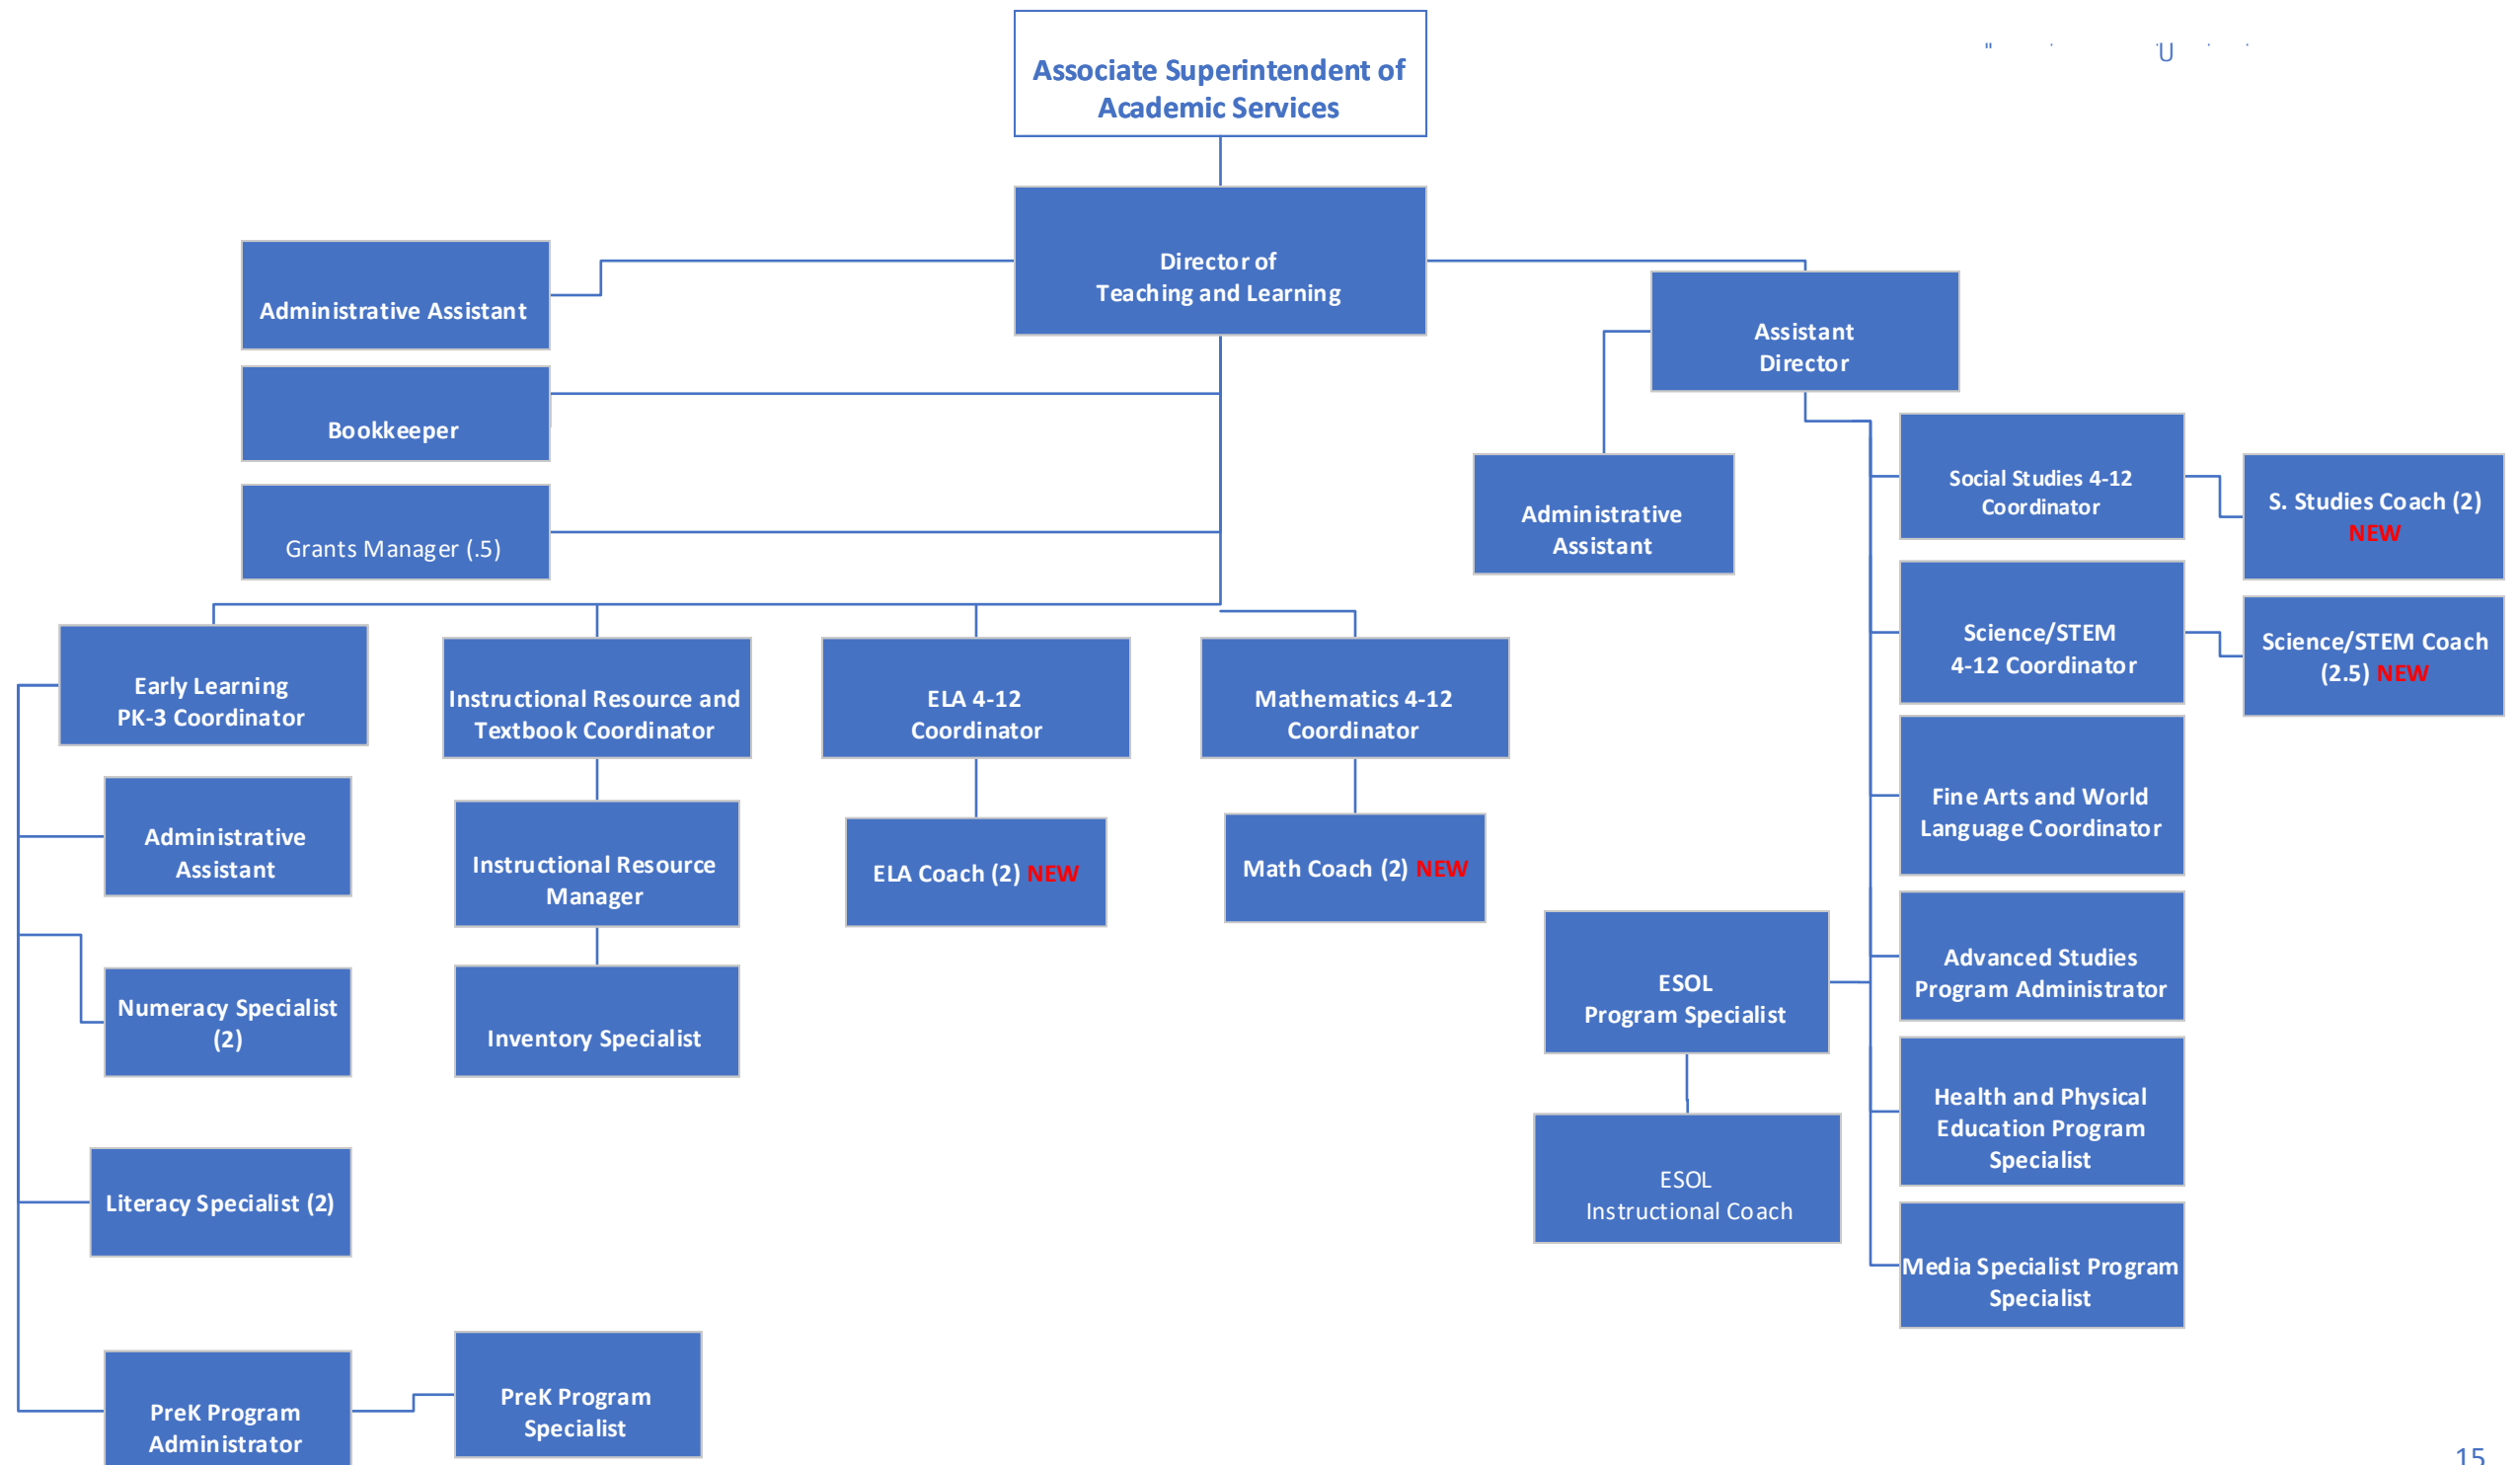 Associate Superintendent of
Academic Services
Director of
Teaching and Learning
Administrative Assistant
Bookkeeper
Grants Manager (.5)
Assistant
Director
Administrative
Assistant
Social Studies 4-12
Coordinator
S. Studies Coach (2)
NEW
Science/STEM
4-12 Coordinator
Science/STEM Coach
(2.5) NEW
Fine Arts and World
Language Coordinator
Advanced Studies
Program Administrator
Health and Physical
Education Program
Specialist
Media Specialist Program
Specialist
ESOL
Program Specialist
ESOL
Instructional Coach
Early Learning
PK-3 Coordinator
Instructional Resource and
Textbook Coordinator
ELA 4-12
Coordinator
Mathematics 4-12
Coordinator
Administrative
Assistant
Instructional Resource
Manager
ELA Coach (2) NEW
Math Coach (2) NEW
Numeracy Specialist
(2)
Inventory Specialist
Literacy Specialist (2)
PreK Program
Administrator
PreK Program
Specialist
15